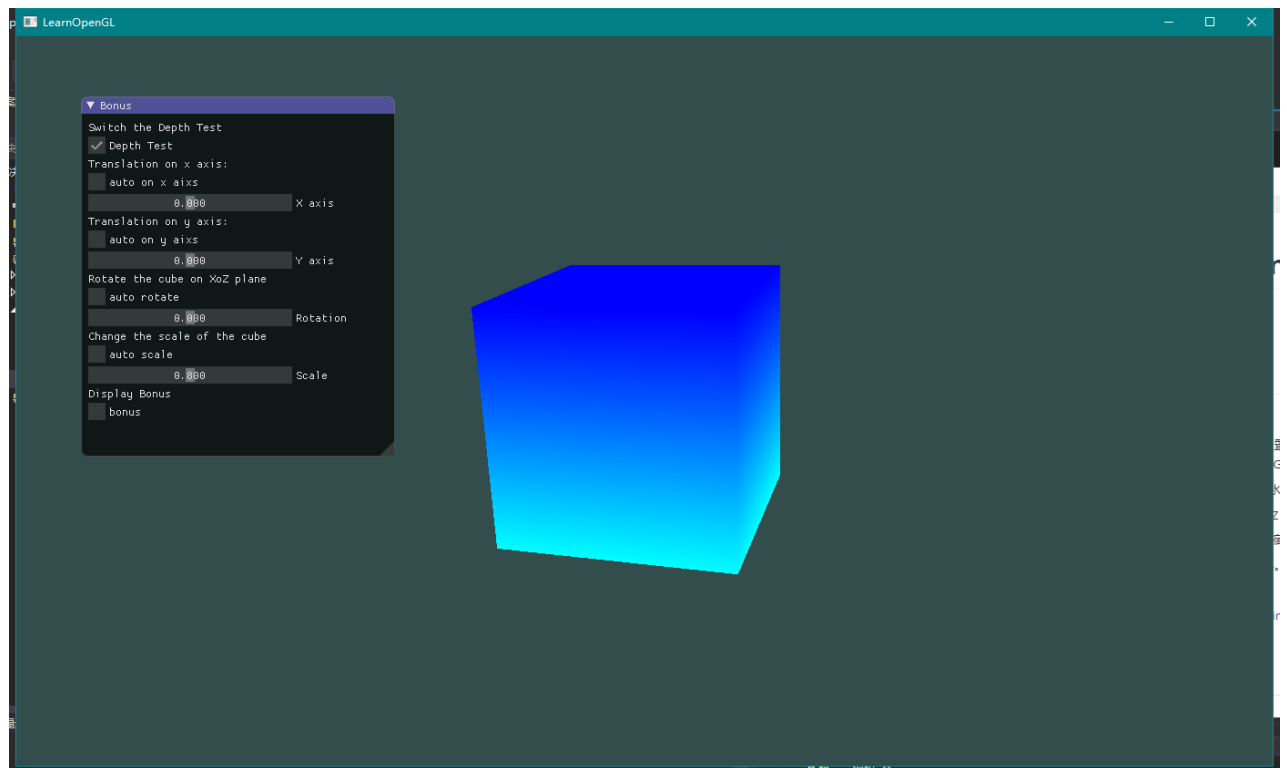 LearnOpenGL
Bonus
Switch the Depth Test
Depth Test
Translation on x axis:
auto on x aixs
0.000 X axis
Translation on y axis:
auto on y aixs
0.000 Y axis
Rotate the cube on XoZ plane
auto rotate
0.000 Rotation
Change the scale of the cube
auto scale
0.800 Scale
Display Bonus
bonus